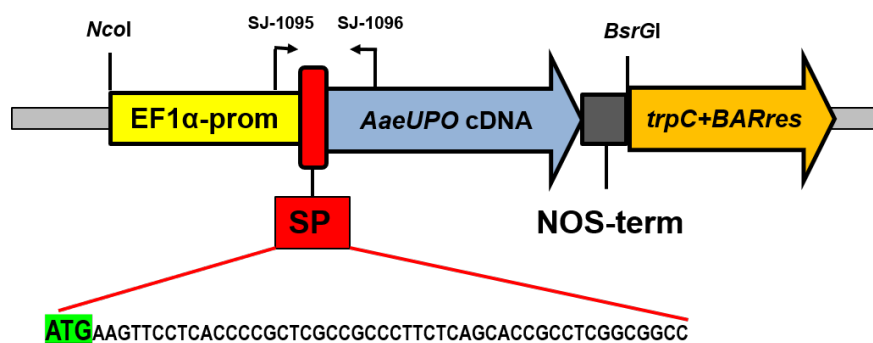 SJ-1095 SJ-1096
NcoI BsrGI
EF1α-prom AaeUPO cDNA trpC+BARres
SP NOS-term
ATGAAGTTCCTCACCCCGCTCGCCGCCCTTCTCAGCACCGCCTCGGCGGCC